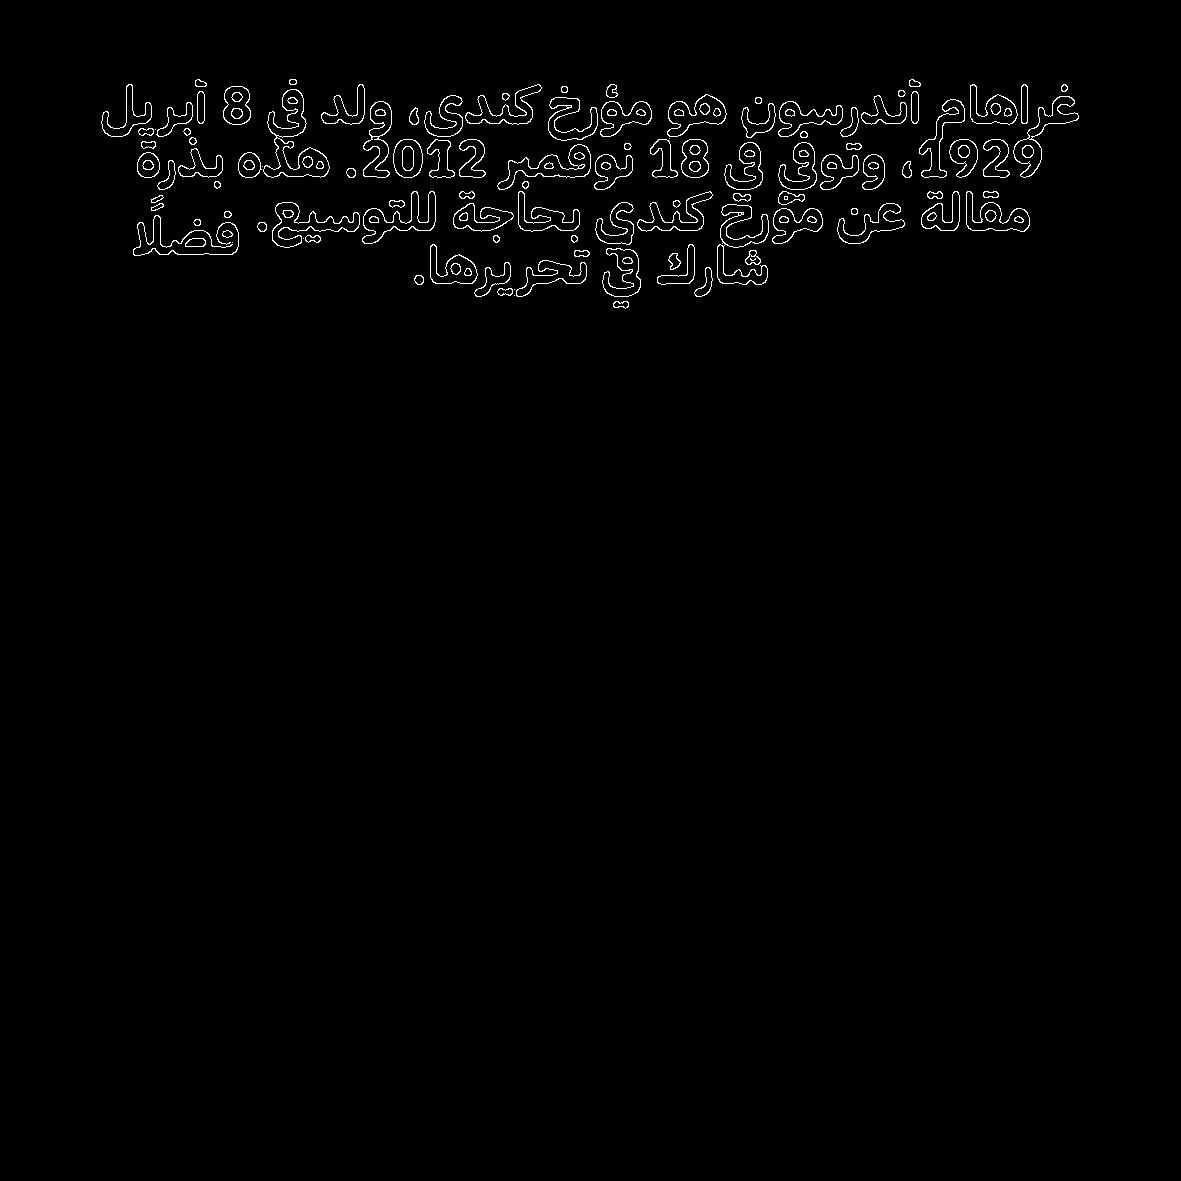 غراهام أندرسون هو مؤرخ كندي، ولد في 8 أبريل
1929، وتوفي في 18 نوفمبر 2012. هذه بذرة
مقالة عن مؤرخ كندي بحاجة للتوسيع. فضلًا
شارك في تحريرها.